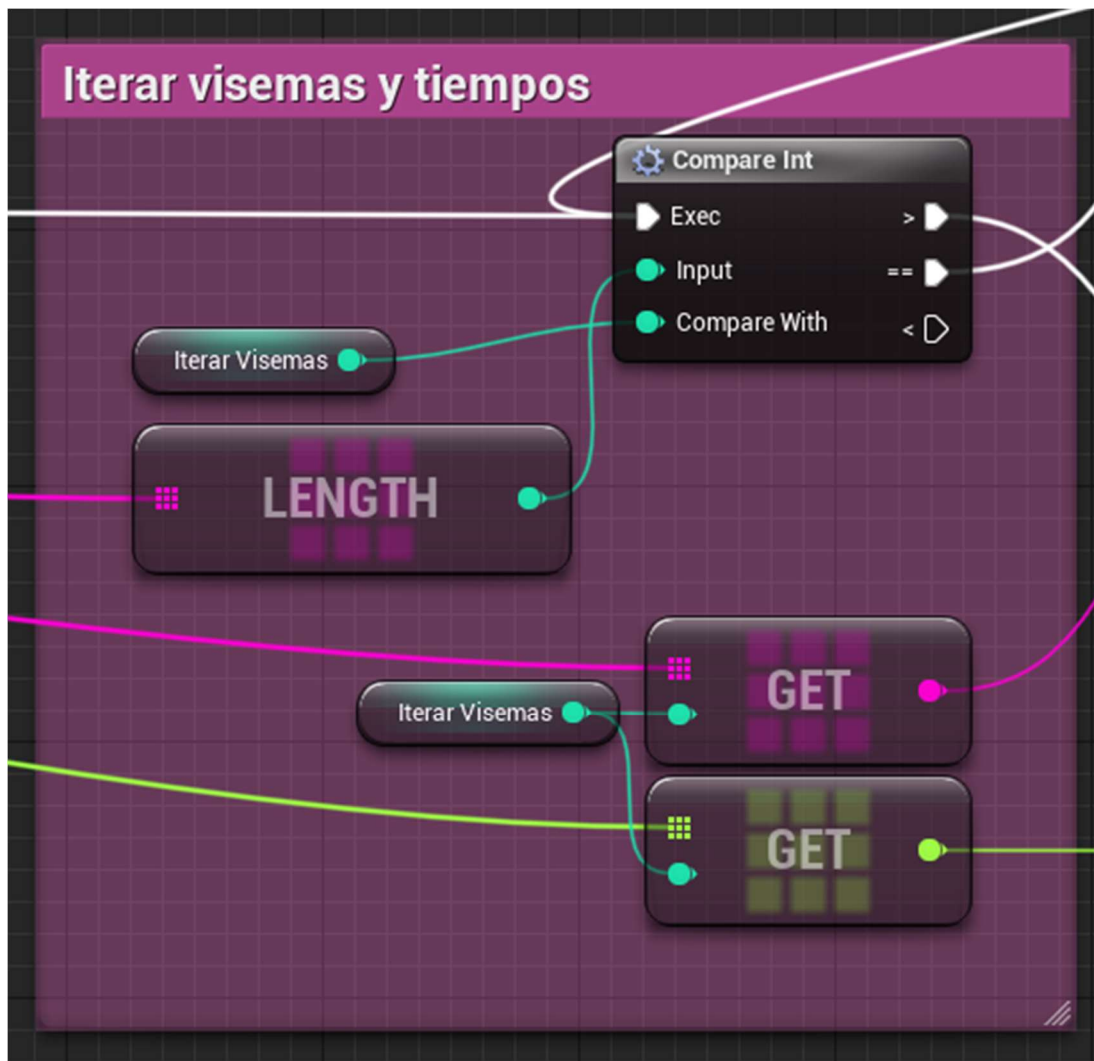 Iterar visemas y tiempos
Compare Int
Exec >
Input ==
Compare With <
Iterar Visemas
LENGTH
GET
Iterar Visemas
GET